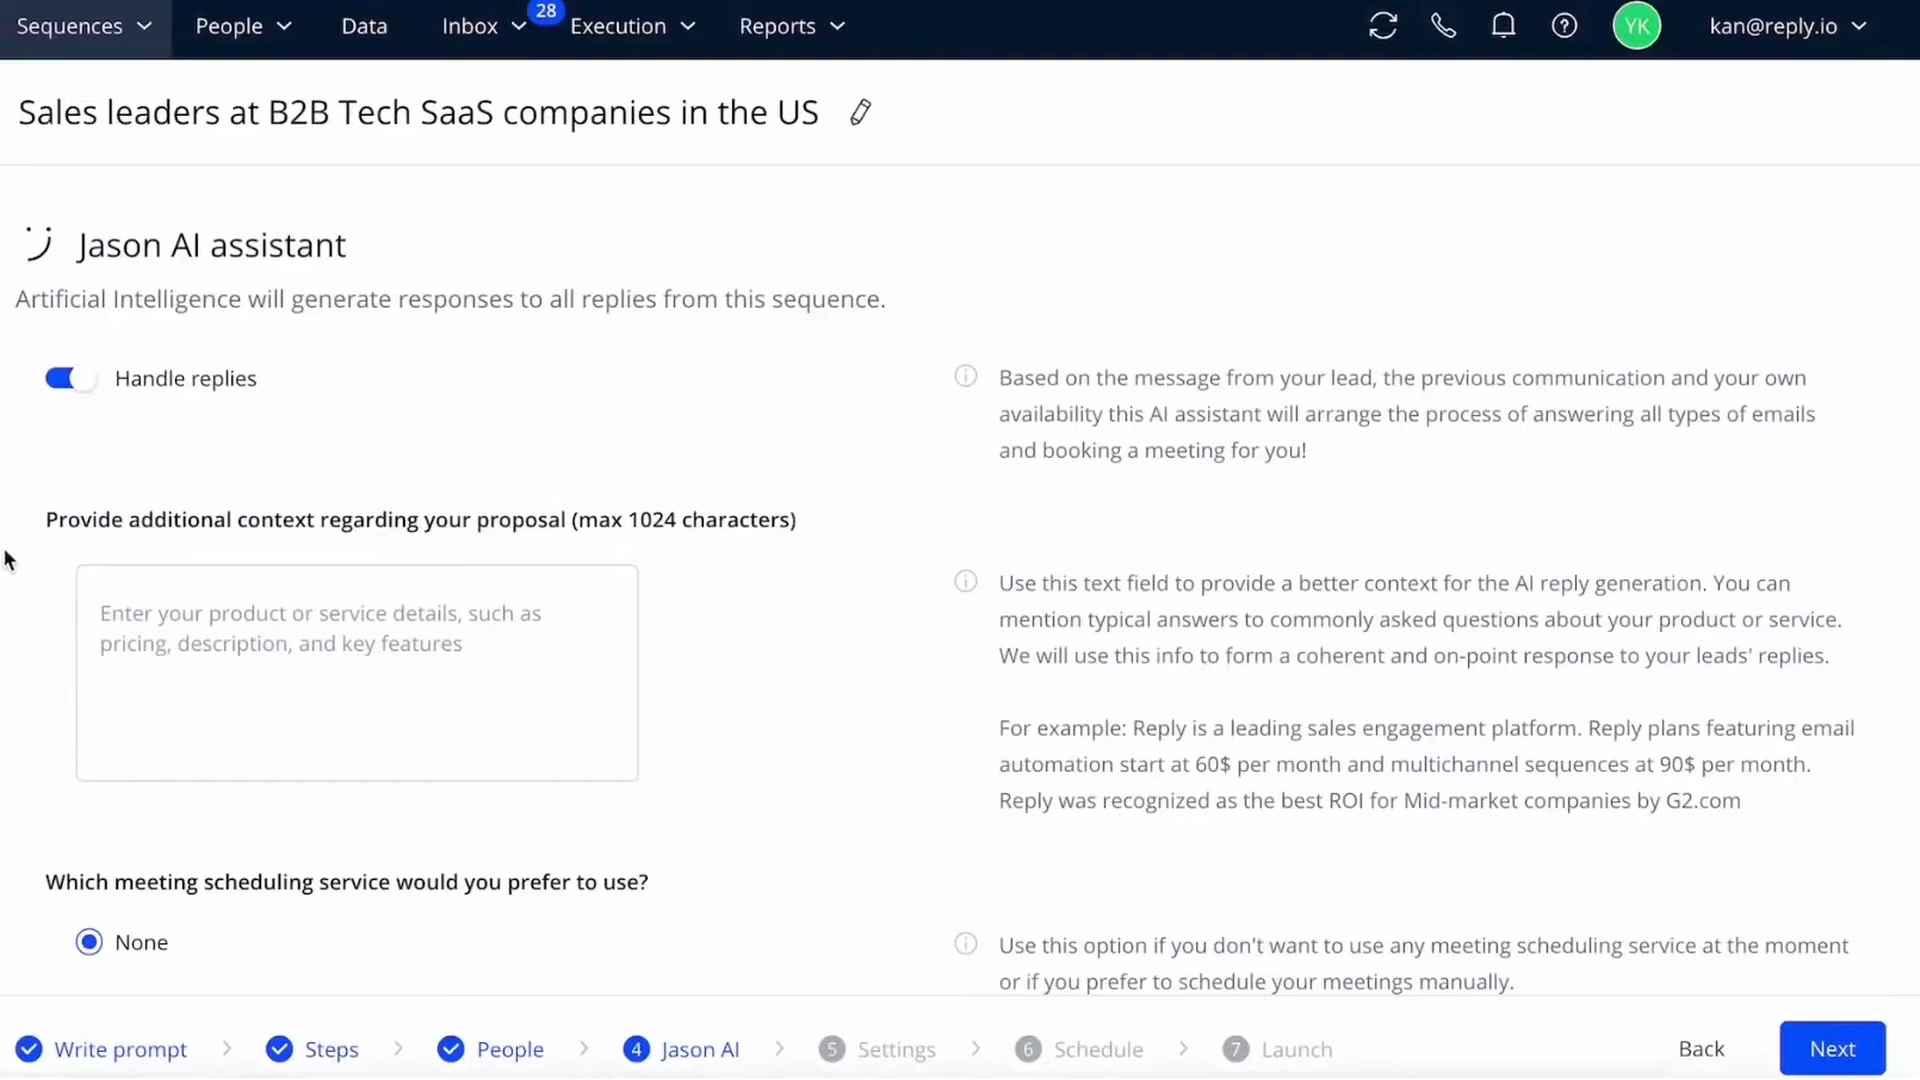 Sequences People Data Inbox 28 Execution Reports YK kan@reply.io
Sales leaders at B2B Tech SaaS companies in the US
Jason AI assistant
Artificial Intelligence will generate responses to all replies from this sequence.
Handle replies
Based on the message from your lead, the previous communication and your own
availability this AI assistant will arrange the process of answering all types of emails
and booking a meeting for you!
Provide additional context regarding your proposal (max 1024 characters)
Enter your product or service details, such as
pricing, description, and key features
Use this text field to provide a better context for the AI reply generation. You can
mention typical answers to commonly asked questions about your product or service.
We will use this info to form a coherent and on-point response to your leads' replies.
For example: Reply is a leading sales engagement platform. Reply plans featuring email
automation start at 60$ per month and multichannel sequences at 90$ per month.
Reply was recognized as the best ROI for Mid-market companies by G2.com
Which meeting scheduling service would you prefer to use?
None
Use this option if you don't want to use any meeting scheduling service at the moment
or if you prefer to schedule your meetings manually.
Write prompt Steps People 4 Jason AI 5 Settings 6 Schedule 7 Launch Back Next